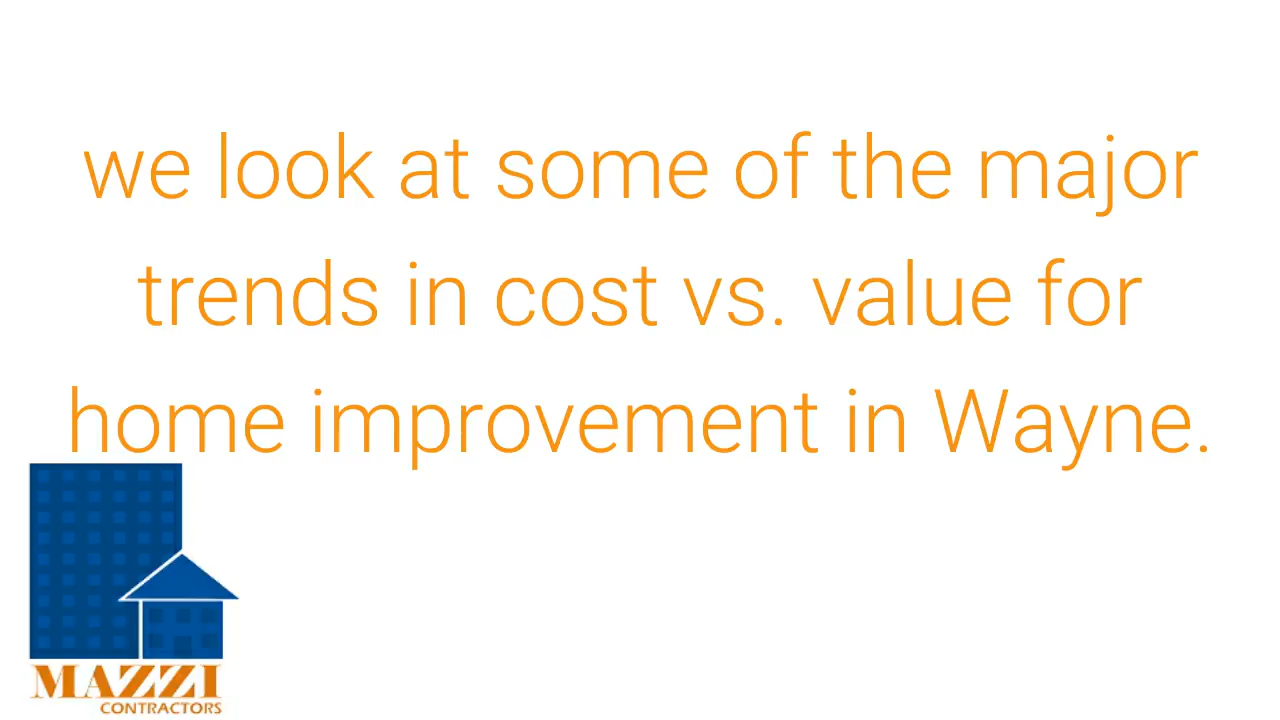 we look at some of the major
trends in cost vs. value for
home improvement in Wayne.
MAZZI
CONTRACTORS